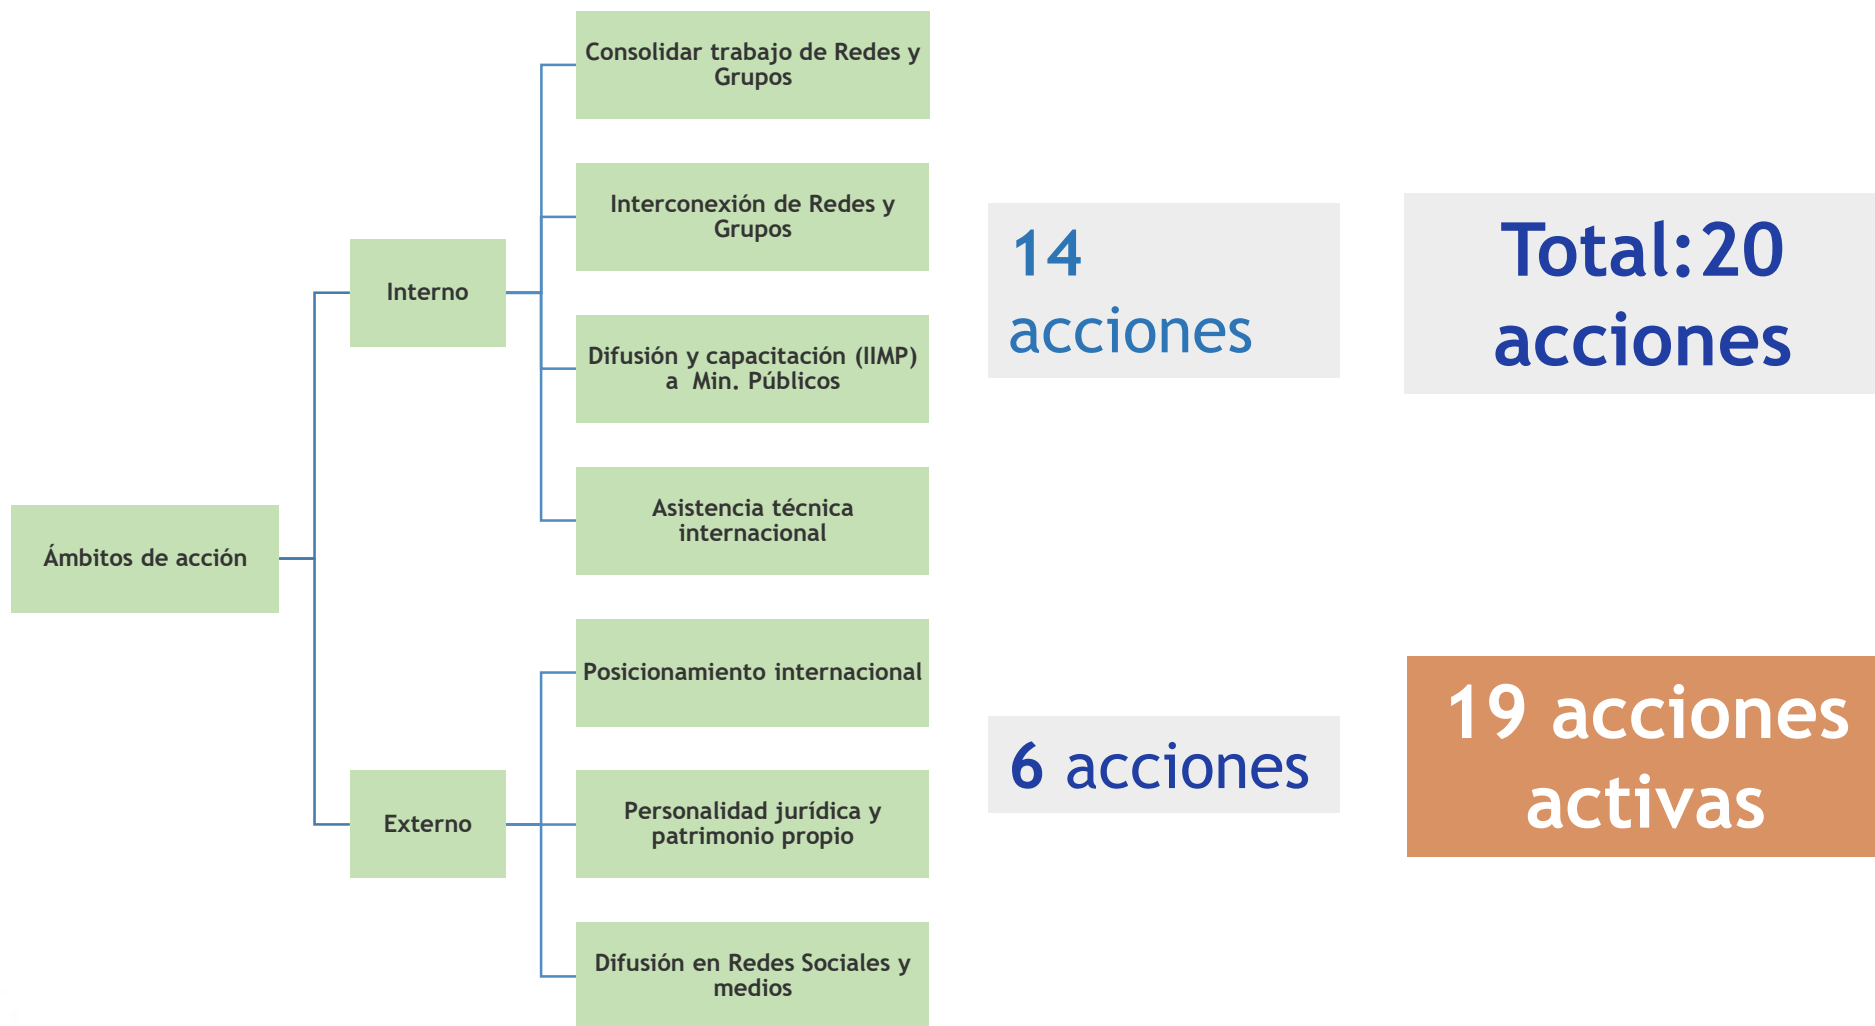 Consolidar trabajo de Redes y
Grupos
Interconexión de Redes y
Grupos
Interno
Difusión y capacitación (IIMP)
a Min. Públicos
Asistencia técnica
internacional
Ámbitos de acción
Posicionamiento internacional
Externo
Personalidad jurídica y
patrimonio propio
Difusión en Redes Sociales y
medios
14
acciones
6 acciones
Total:20
acciones
19 acciones
activas